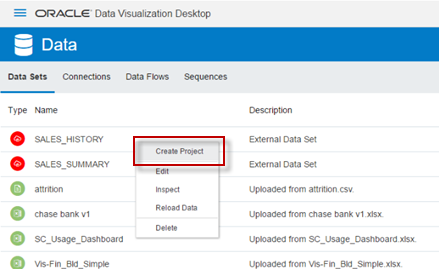 ORACLE Data Visualization Desktop
Data
Data Sets Connections Data Flows Sequences
Type Name Description
SALES_HISTORY External Data Set
Create Project
SALES_SUMMARY External Data Set
Edit
attrition Inspect Uploaded from attrition.csv.
chase bank v1 Reload Data Uploaded from chase bank v1.xlsx.
SC_Usage_Dashboard Delete Uploaded from SC_Usage_Dashboard.xlsx.
Vis-Fin_Bld_Simple Uploaded from Vis-Fin_Bld_Simple.xlsx.